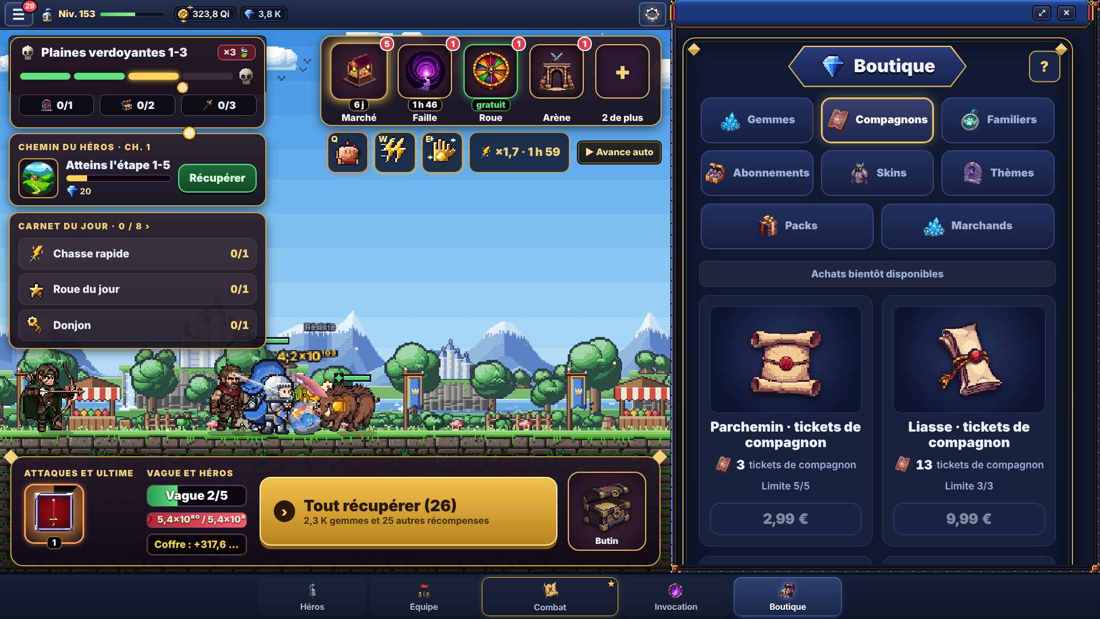 28
Niv. 153
323,8 Qi
3,8 K
Plaines verdoyantes 1-3
×3
0/1
0/2
0/3
CHEMIN DU HÉROS · CH. 1
Atteins l'étape 1-5
20
Récupérer
CARNET DU JOUR · 0 / 8 ›
Chasse rapide
0/1
Roue du jour
0/1
Donjon
0/1
5
1
1
1
6 j
1 h 46
gratuit
Marché
Faille
Roue
Arène
2 de plus
Q
W
E
×1,7 · 1 h 59
Avance auto
4,2×10¹⁰³
ATTAQUES ET ULTIME
1
VAGUE ET HÉROS
Vague 2/5
Coffre : +317,6 ...
Tout récupérer (26)
2,3 K gemmes et 25 autres récompenses
Butin
Héros
Équipe
Combat
Invocation
Boutique
Boutique
?
Gemmes
Compagnons
Familiers
Abonnements
Skins
Thèmes
Packs
Marchands
Achats bientôt disponibles
Parchemin · tickets de
compagnon
3 tickets de compagnon
Limite 5/5
2,99 €
Liasse · tickets de
compagnon
13 tickets de compagnon
Limite 3/3
9,99 €